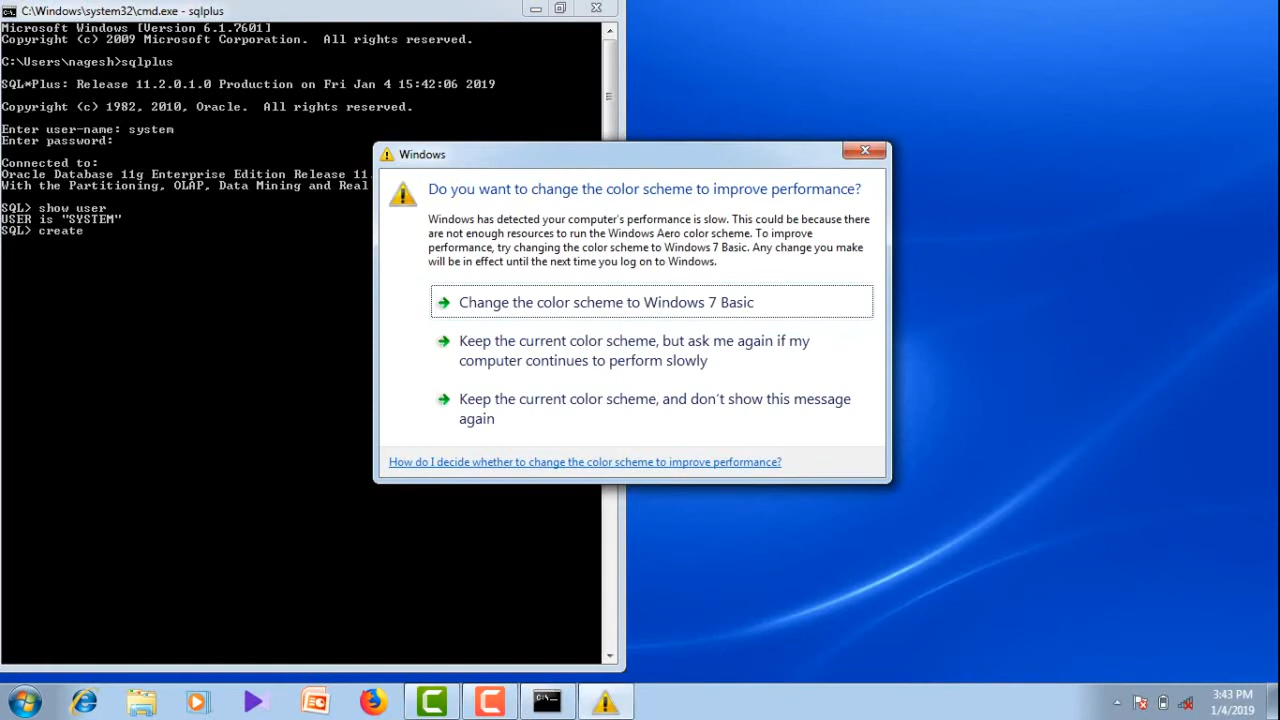 C:\Windows\system32\cmd.exe - sqlplus
Microsoft Windows [Version 6.1.7601]
Copyright (c) 2009 Microsoft Corporation.  All rights reserved.
C:\Users\nagesh>sqlplus
SQL*Plus: Release 11.2.0.1.0 Production on Fri Jan 4 15:42:06 2019
Copyright (c) 1982, 2010, Oracle.  All rights reserved.
Enter user-name: system
Enter password:
Connected to:
Oracle Database 11g Enterprise Edition Release 11.
With the Partitioning, OLAP, Data Mining and Real
SQL> show user
USER is "SYSTEM"
SQL> create
Windows
Do you want to change the color scheme to improve performance?
Windows has detected your computer's performance is slow. This could be because there
are not enough resources to run the Windows Aero color scheme. To improve
performance, try changing the color scheme to Windows 7 Basic. Any change you make
will be in effect until the next time you log on to Windows.
Change the color scheme to Windows 7 Basic
Keep the current color scheme, but ask me again if my
computer continues to perform slowly
Keep the current color scheme, and don't show this message
again
How do I decide whether to change the color scheme to improve performance?
3:43 PM
1/4/2019